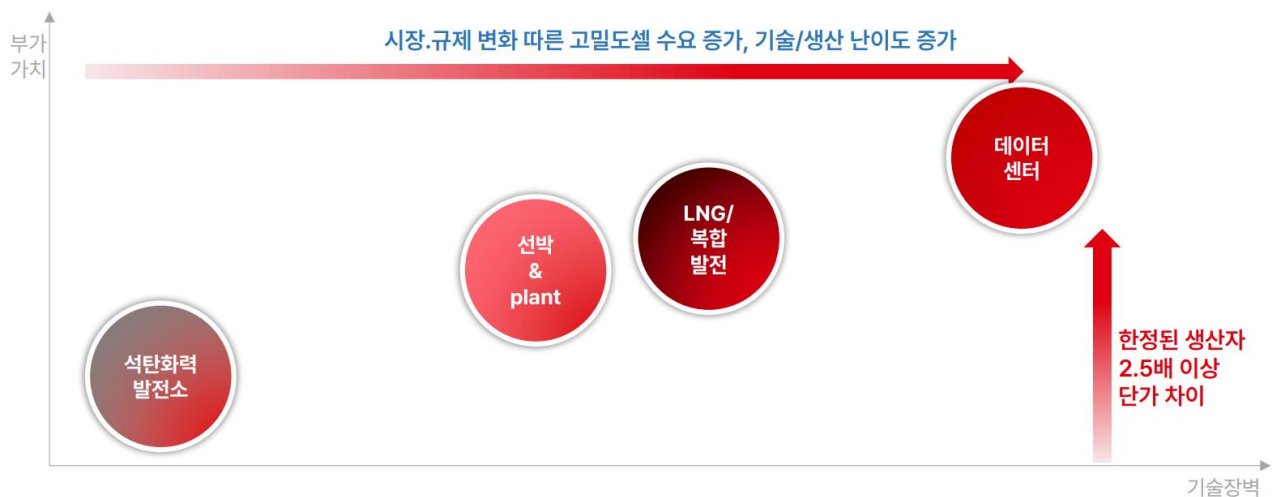 부가
가치
시장.규제 변화 따른 고밀도셀 수요 증가, 기술/생산 난이도 증가
데이터
센터
LNG/
복합
발전
선박
&
plant
석탄화력
발전소
한정된 생산자
2.5배 이상
단가 차이
기술장벽